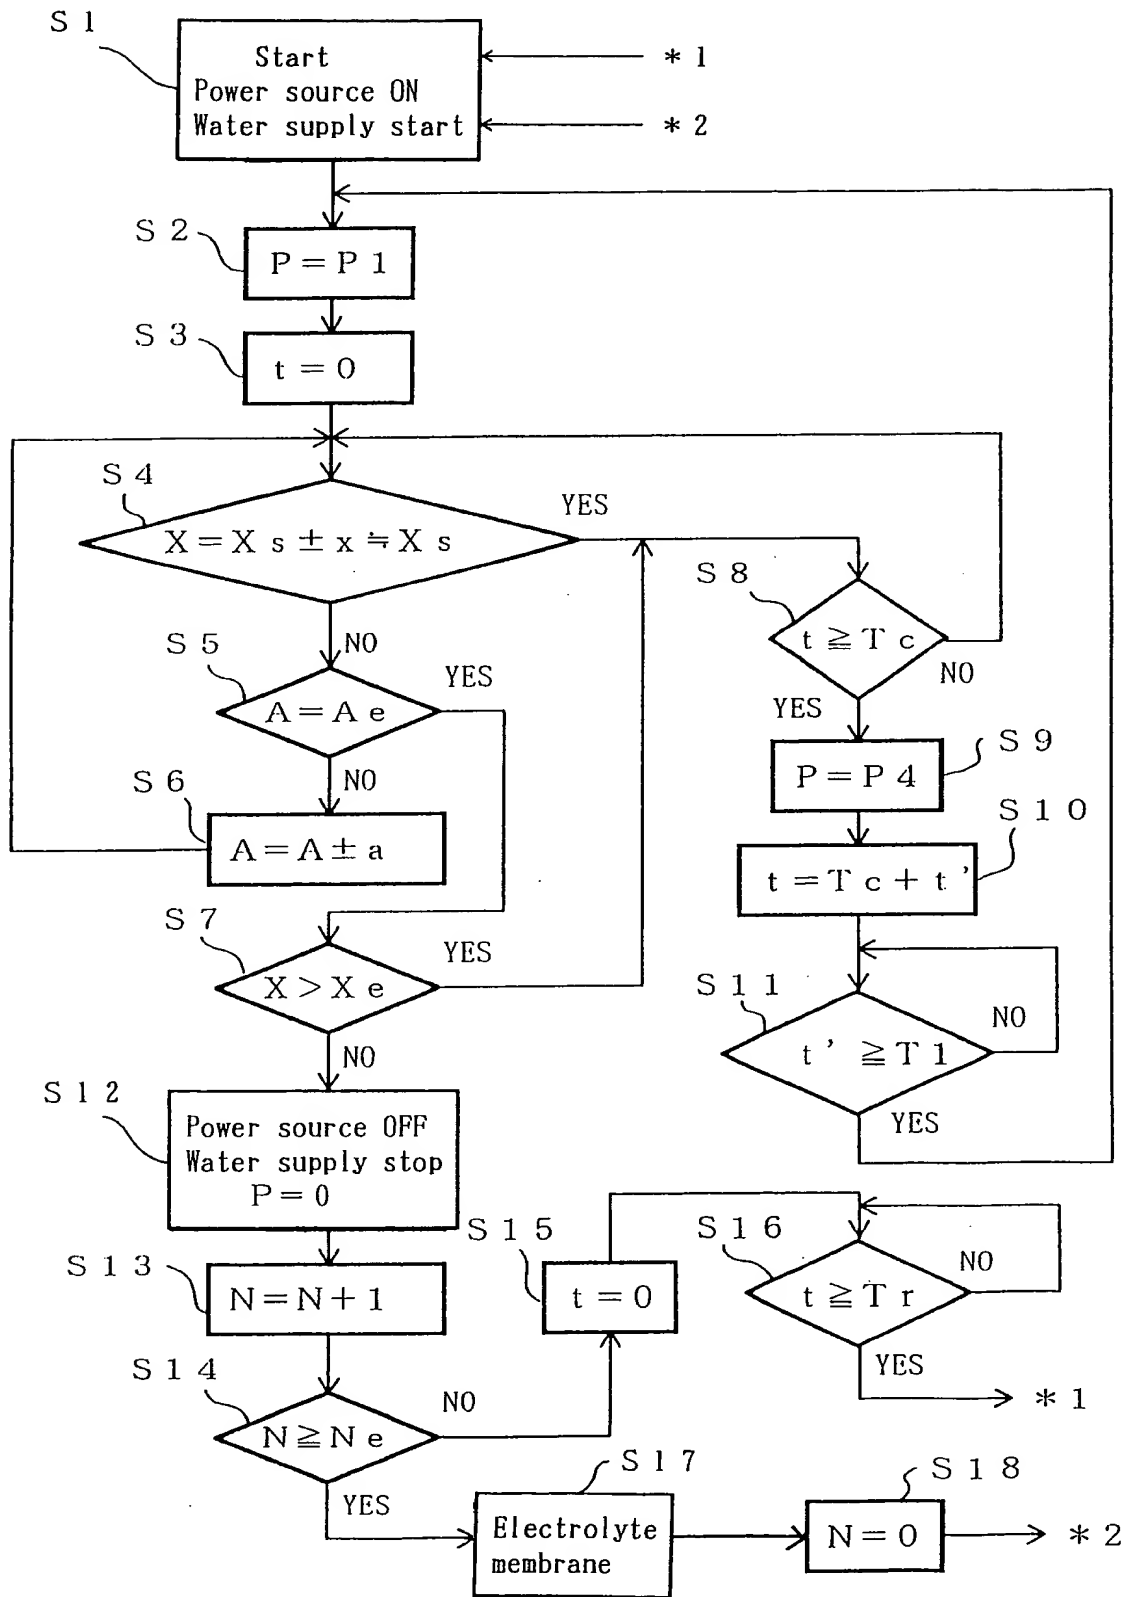 S1
Start
Power source ON
Water supply start
*1
*2
S2
P=P1
S3
t=0
S4
X=Xs±x≒Xs
YES
S8
t≧Tc
NO
YES
NO
S5
A=Ae
YES
NO
S6
A=A±a
S9
P=P4
S10
t=Tc+t'
S7
X>Xe
YES
NO
S11
t'≧T1
NO
YES
S12
Power source OFF
Water supply stop
P=0
S13
N=N+1
S14
N≧Ne
NO
YES
S15
t=0
S16
t≧Tr
NO
YES
*1
S17
Electrolyte
membrane
S18
N=0
*2